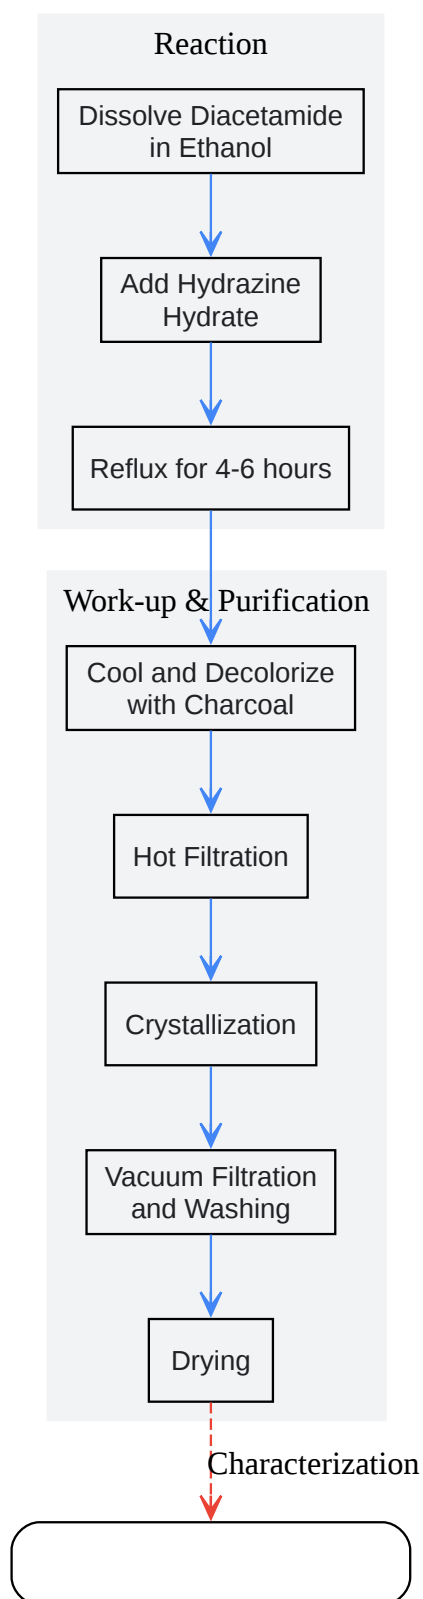 Reaction
Dissolve Diacetamide
in Ethanol
Add Hydrazine
Hydrate
Reflux for 4-6 hours
Work-up & Purification
Cool and Decolorize
with Charcoal
Hot Filtration
Crystallization
Vacuum Filtration
and Washing
Drying
Characterization